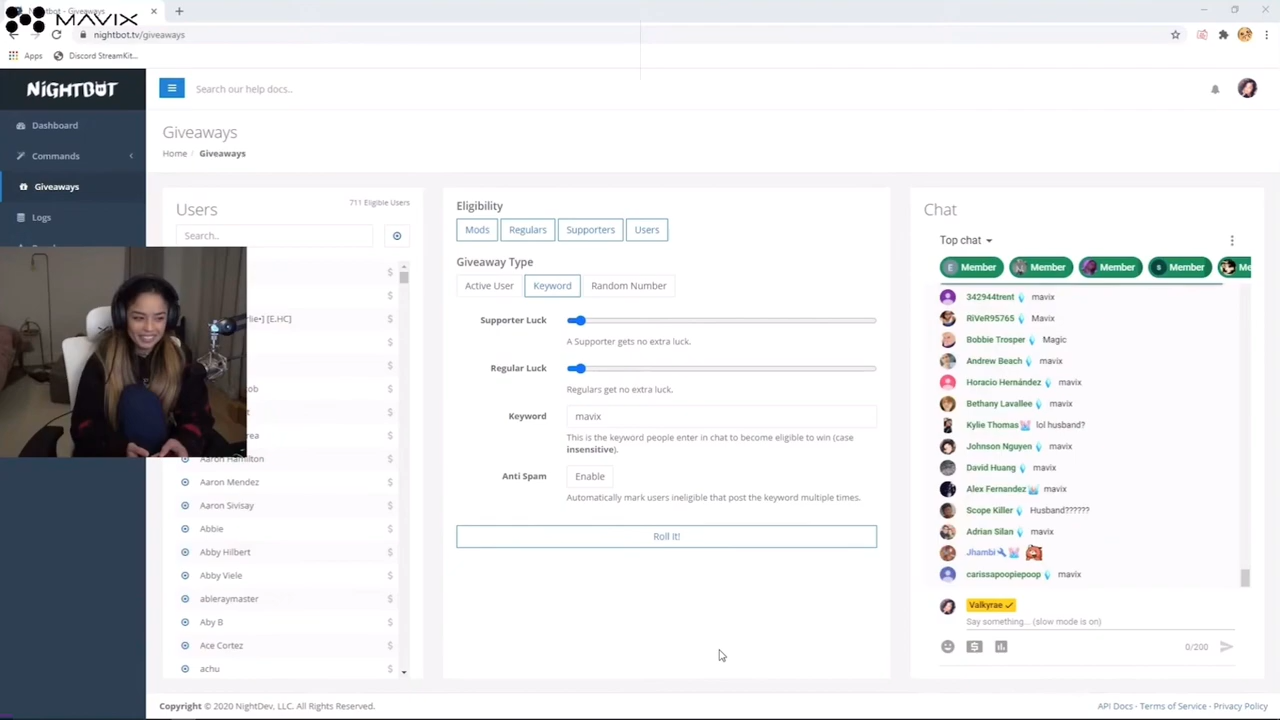 MAVIX
Nightbot - Giveaways
nightbot.tv/giveaways
Apps
Discord StreamKit...
NIGHTBOT
Search our help docs..
Dashboard
Commands
Giveaways
Logs
Giveaways
Home / Giveaways
Users
711 Eligible Users
Search..
[E.HC]
Aaron Hamilton
Aaron Mendez
Aaron Sivisay
Abbie
Abby Hilbert
Abby Viele
ableraymaster
Aby B
Ace Cortez
achu
Eligibility
Mods
Regulars
Supporters
Users
Giveaway Type
Active User
Keyword
Random Number
Supporter Luck
A Supporter gets no extra luck.
Regular Luck
Regulars get no extra luck.
Keyword
mavix
This is the keyword people enter in chat to become eligible to win (case
insensitive).
Anti Spam
Enable
Automatically mark users ineligible that post the keyword multiple times.
Roll It!
Chat
Top chat
E Member
Member
Member
$ Member
Me
342944trent mavix
RiVeR95765 Mavix
Bobbie Trosper Magic
Andrew Beach mavix
Horacio Hernández mavix
Bethany Lavallee mavix
Kylie Thomas lol husband?
Johnson Nguyen mavix
David Huang mavix
Alex Fernandez mavix
Scope Killer Husband??????
Adrian Silan mavix
Jhambi
carissapoopiepoop mavix
Valkyrae
Say something... (slow mode is on)
0/200
Copyright © 2020 NightDev, LLC. All Rights Reserved.
API Docs - Terms of Service - Privacy Policy